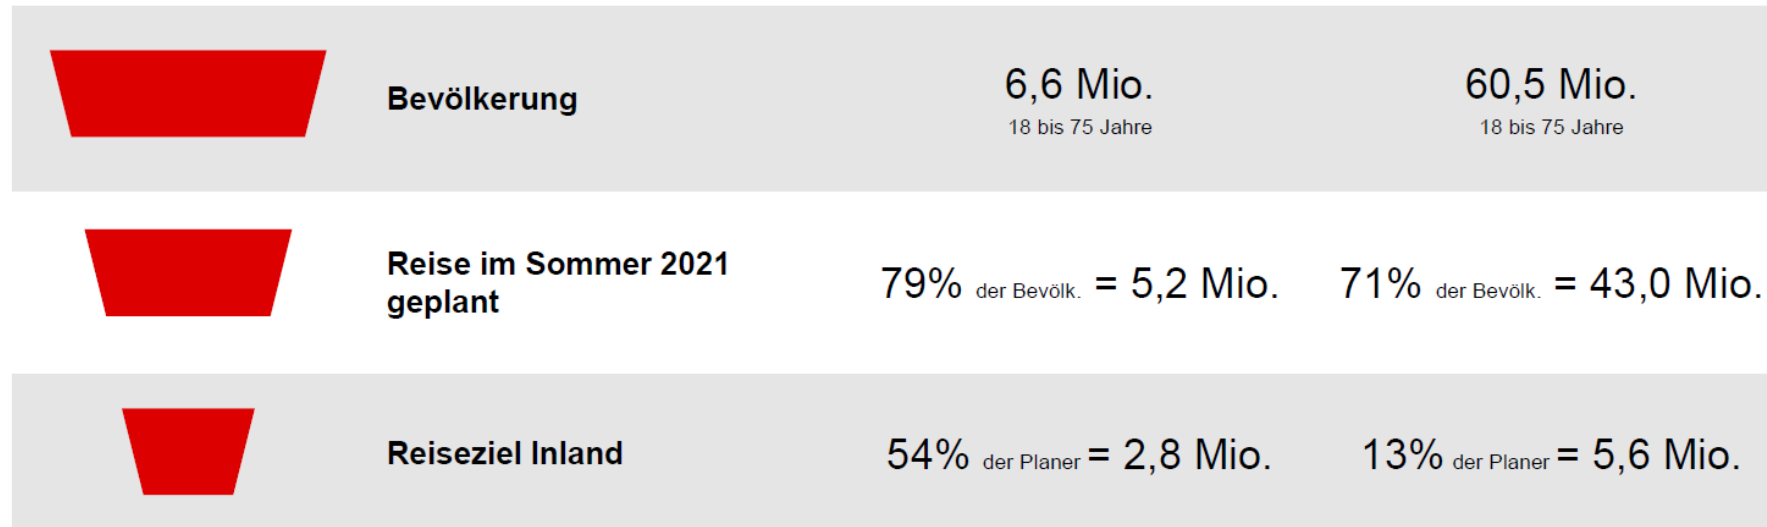 Bevölkerung
6,6 Mio.
18 bis 75 Jahre
60,5 Mio.
18 bis 75 Jahre
Reise im Sommer 2021
geplant
79% der Bevölk. = 5,2 Mio.
71% der Bevölk. = 43,0 Mio.
Reiseziel Inland
54% der Planer = 2,8 Mio.
13% der Planer = 5,6 Mio.